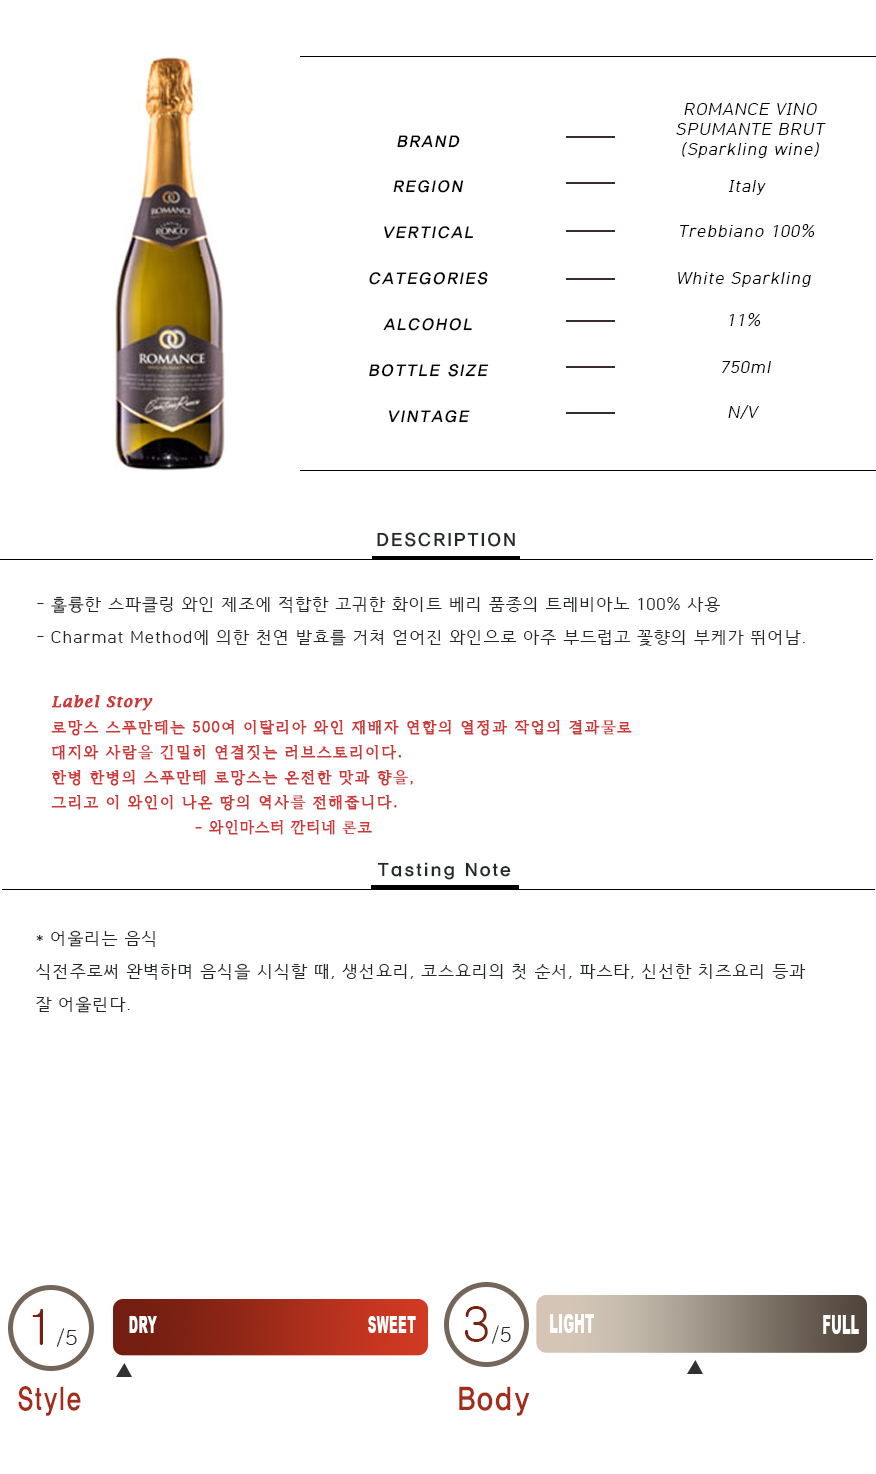 ROMANCE
RONCO
ROMANCE
BRAND
ROMANCE VINO
SPUMANTE BRUT
(Sparkling wine)
REGION
Italy
VERTICAL
Trebbiano 100%
CATEGORIES
White Sparkling
ALCOHOL
11%
BOTTLE SIZE
750ml
VINTAGE
N/V
DESCRIPTION
- 훌륭한 스파클링 와인 제조에 적합한 고귀한 화이트 베리 품종의 트레비아노 100% 사용
- Charmat Method에 의한 천연 발효를 거쳐 얻어진 와인으로 아주 부드럽고 꽃향의 부케가 뛰어남.
Label Story
로망스 스푸만테는 500여 이탈리아 와인 재배자 연합의 열정과 작업의 결과물로
대지와 사람을 긴밀히 연결짓는 러브스토리이다.
한병 한병의 스푸만테 로망스는 온전한 맛과 향을,
그리고 이 와인이 나온 땅의 역사를 전해줍니다.
- 와인마스터 깐티네 론코
Tasting Note
* 어울리는 음식
식전주로써 완벽하며 음식을 시식할 때, 생선요리, 코스요리의 첫 순서, 파스타, 신선한 치즈요리 등과
잘 어울린다.
1/5
DRY
SWEET
Style
3/5
LIGHT
FULL
Body